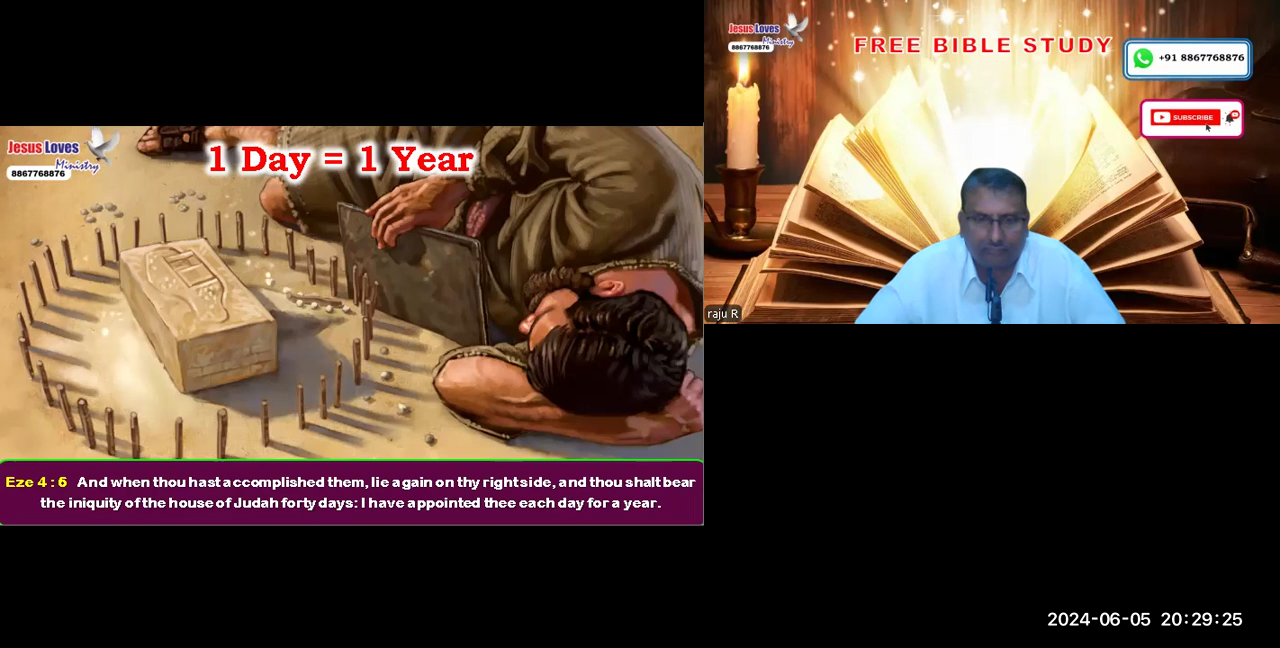 Jesus Loves
Ministry
8867768876
1 Day = 1 Year
Eze 4 : 6 And when thou hast accomplished them, lie again on thy right side, and thou shalt bear
the iniquity of the house of Judah forty days: I have appointed thee each day for a year.
Jesus Loves
Ministry
8867768876
FREE BIBLE STUDY
+91 8867768876
SUBSCRIBE
raju R
2024-06-05 20:29:25